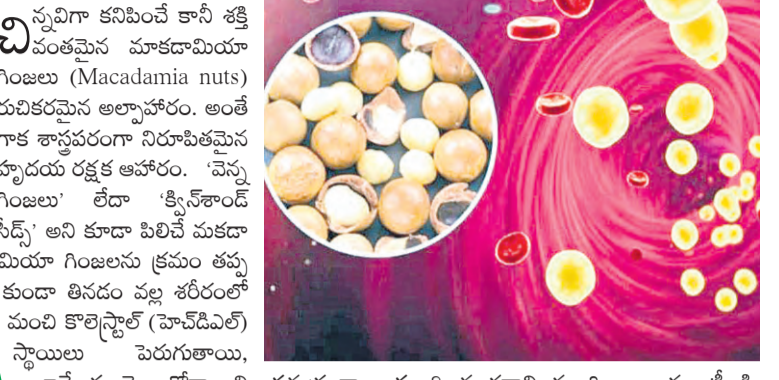 చిన్నవిగా కనిపించే కానీ శక్తి
వంతమైన మాకడామియా
గింజలు (Macadamia nuts)
రుచికరమైన అల్పాహారం. అంతే
గాక శాస్త్రపరంగా నిరూపితమైన
హృదయ రక్షక ఆహారం. ‘వెన్న
గింజలు’ లేదా ‘క్విన్‌శాండ్
సీడ్స్’ అని కూడా పిలిచే మకడా
మియా గింజలను క్రమం తప్ప
కుండా తినడం వల్ల శరీరంలో
మంచి కొలెస్ట్రాల్ (హెచ్‌డిఎల్)
స్థాయిలు పెరుగుతాయి,